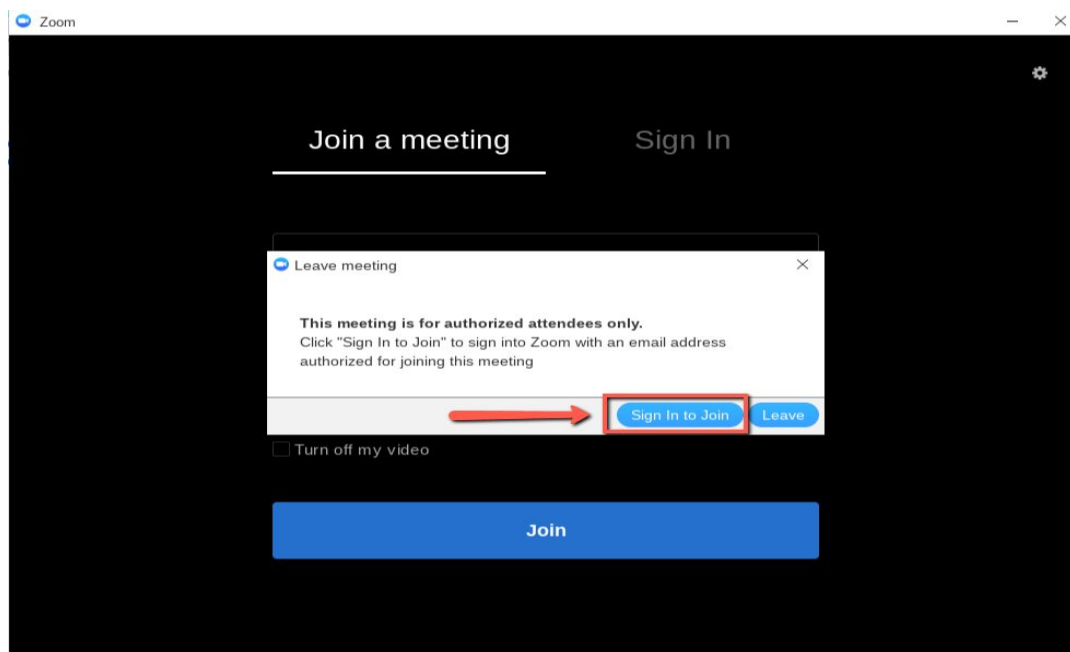 Zoom
Join a meeting
Sign In
Leave meeting
This meeting is for authorized attendees only.
Click "Sign In to Join" to sign into Zoom with an email address
authorized for joining this meeting
Sign In to Join
Leave
Turn off my video
Join